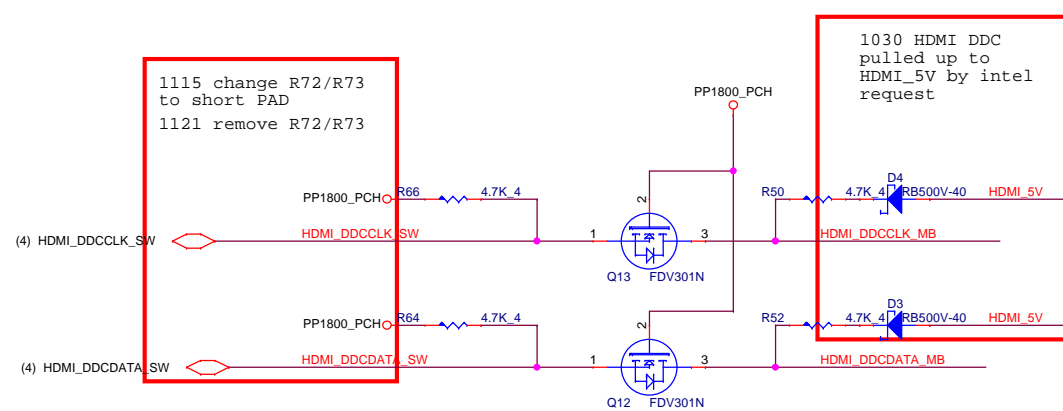 1115 change R72/R73
to short PAD
1121 remove R72/R73
1030 HDMI DDC
pulled up to
HDMI_5V by intel
request
PP1800_PCH
PP1800_PCH R66 4.7K_4
2
R50 4.7K_4 D4 RB500V-40 HDMI_5V
(4) HDMI_DDCCLK_SW HDMI_DDCCLK_SW 1 3 HDMI_DDCCLK_MB
Q13 FDV301N
PP1800_PCH R64 4.7K_4
2
R52 4.7K_4 D3 RB500V-40 HDMI_5V
(4) HDMI_DDCDATA_SW HDMI_DDCDATA_SW 1 3 HDMI_DDCDATA_MB
Q12 FDV301N